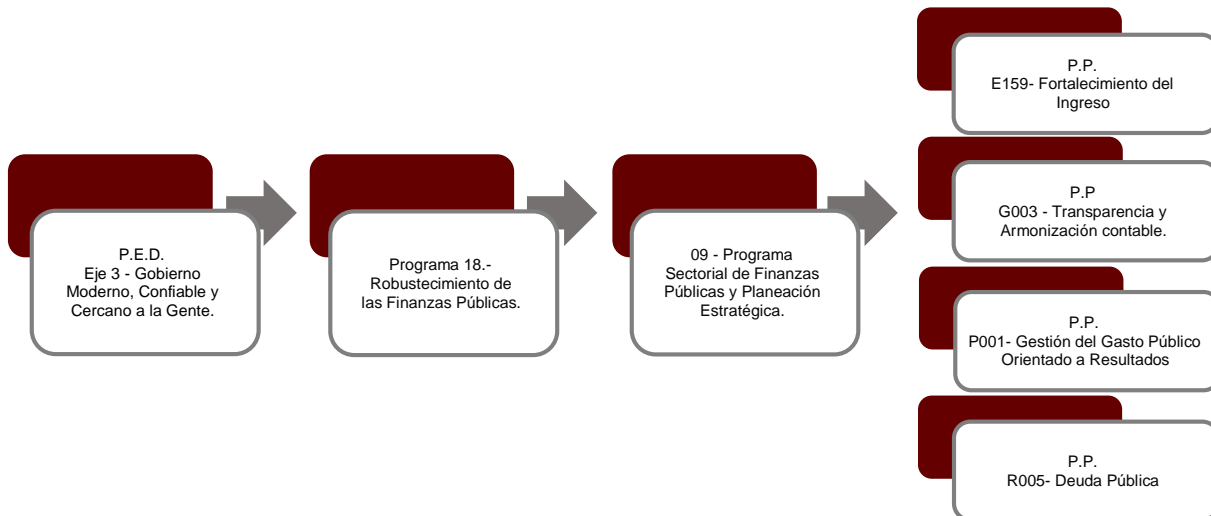 P.E.D.
Eje 3 - Gobierno
Moderno, Confiable y
Cercano a la Gente.
Programa 18.-
Robustecimiento de
las Finanzas Públicas.
09 - Programa
Sectorial de Finanzas
Públicas y Planeación
Estratégica.
P.P.
E159- Fortalecimiento del
Ingreso
P.P
G003 - Transparencia y
Armonización contable.
P.P.
P001- Gestión del Gasto Público
Orientado a Resultados
P.P.
R005- Deuda Pública